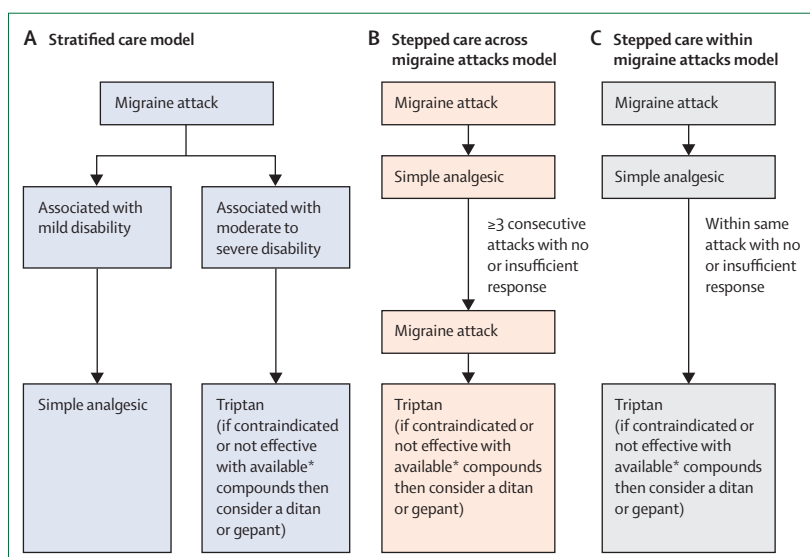 A Stratified care model
Migraine attack
Associated with
mild disability
Associated with
moderate to
severe disability
Simple analgesic
Triptan
(if contraindicated
or not effective
with available*
compounds then
consider a ditan
or gepant)
B Stepped care across
migraine attacks model
Migraine attack
Simple analgesic
≥3 consecutive
attacks with no
or insufficient
response
Migraine attack
Triptan
(if contraindicated or
not effective with
available* compounds
then consider a ditan
or gepant)
C Stepped care within
migraine attacks model
Migraine attack
Simple analgesic
Within same
attack with no
or insufficient
response
Triptan
(if contraindicated or
not effective with
available* compounds
then consider a ditan
or gepant)